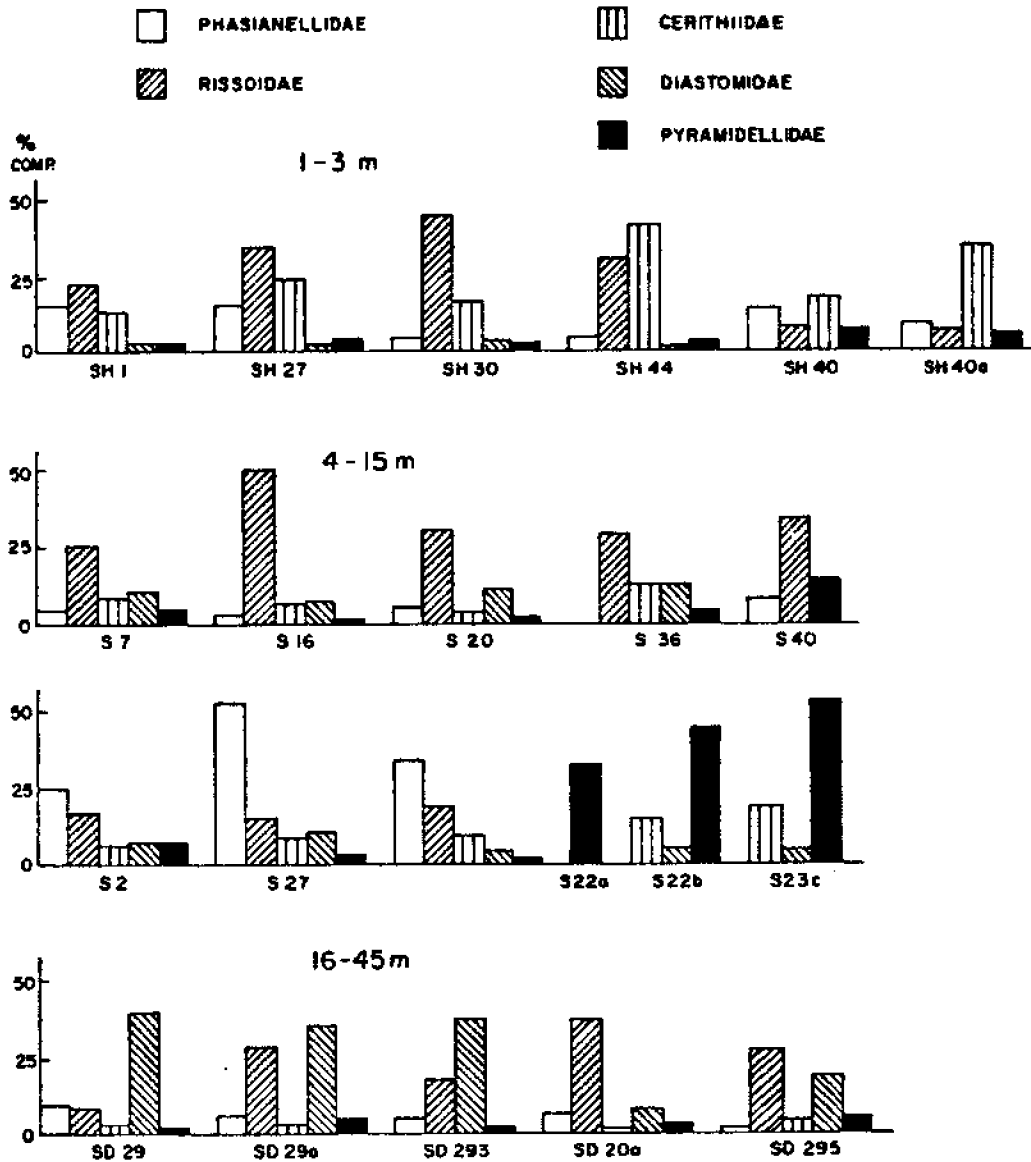 PHASIANELLIDAE
CERITHIIDAE
RISSOIDAE
DIASTOMIDAE
PYRAMIDELLIDAE
%
COMP.
1-3 m
50
25
0
SH 1 SH 27 SH 30 SH 44 SH 40 SH 40a
4-15 m
50
25
0
S 7 S 16 S 20 S 36 S 40
50
25
0
S 2 S 27 S22a S22b S23c
16-45 m
50
25
0
SD 29 SD 29a SD 293 SD 20a SD 295